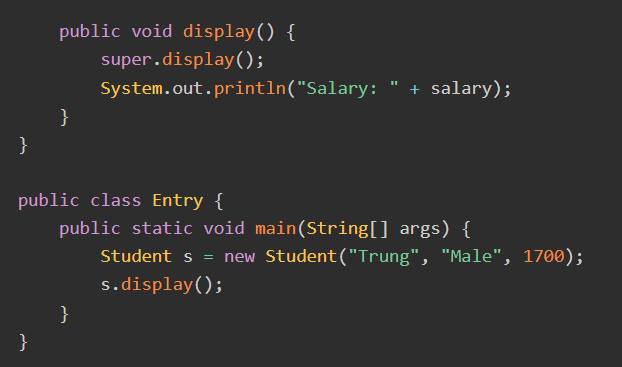 public void display() {
        super.display();
        System.out.println("Salary: " + salary);
    }
}

public class Entry {
    public static void main(String[] args) {
        Student s = new Student("Trung", "Male", 1700);
        s.display();
    }
}